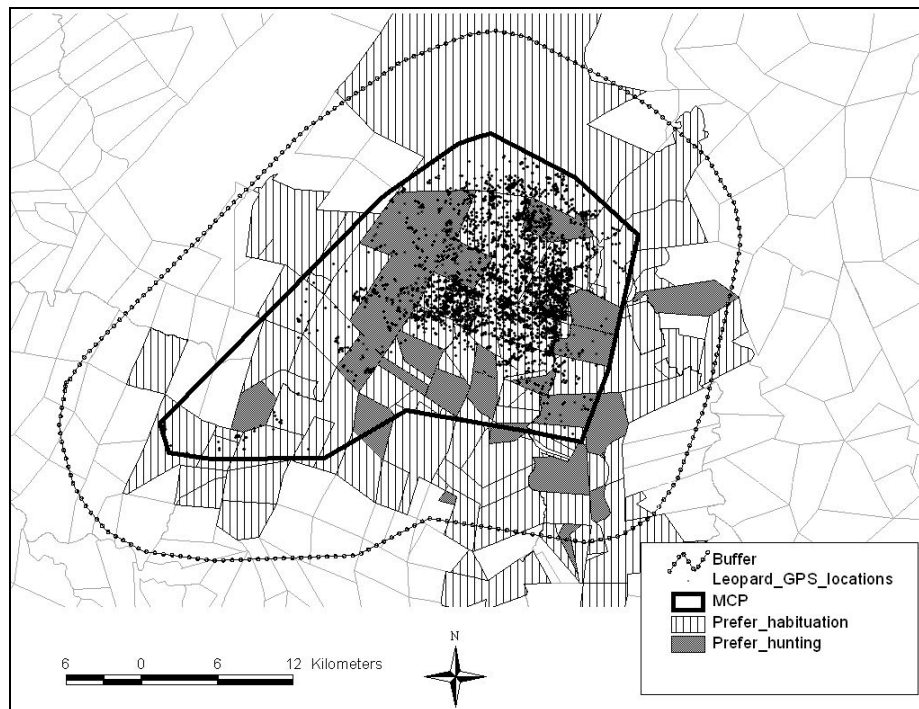 Buffer
Leopard_GPS_locations
MCP
Prefer_habituation
Prefer_hunting
N
6 0 6 12 Kilometers